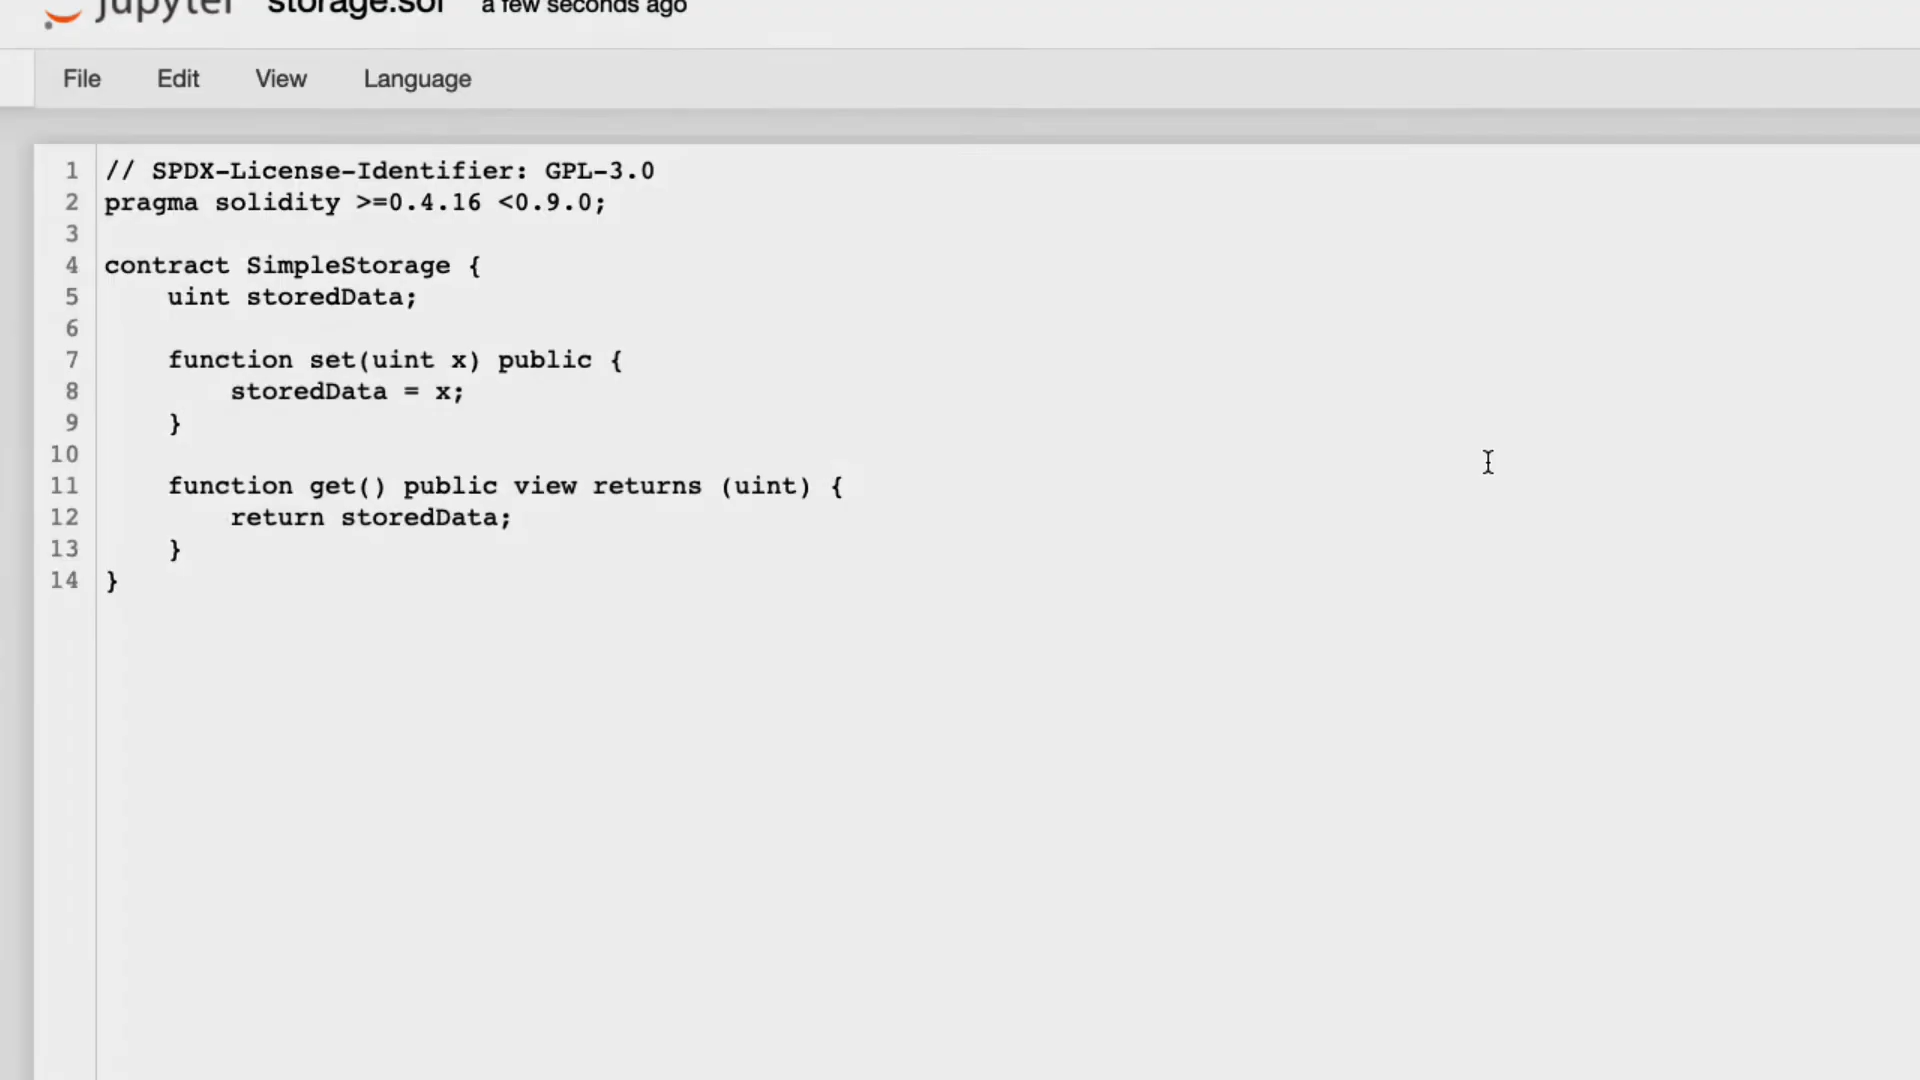 jupyter storage.sol a few seconds ago
File Edit View Language
1 // SPDX-License-Identifier: GPL-3.0
2 pragma solidity >=0.4.16 <0.9.0;
3
4 contract SimpleStorage {
5     uint storedData;
6
7     function set(uint x) public {
8         storedData = x;
9     }
10
11     function get() public view returns (uint) {
12         return storedData;
13     }
14 }